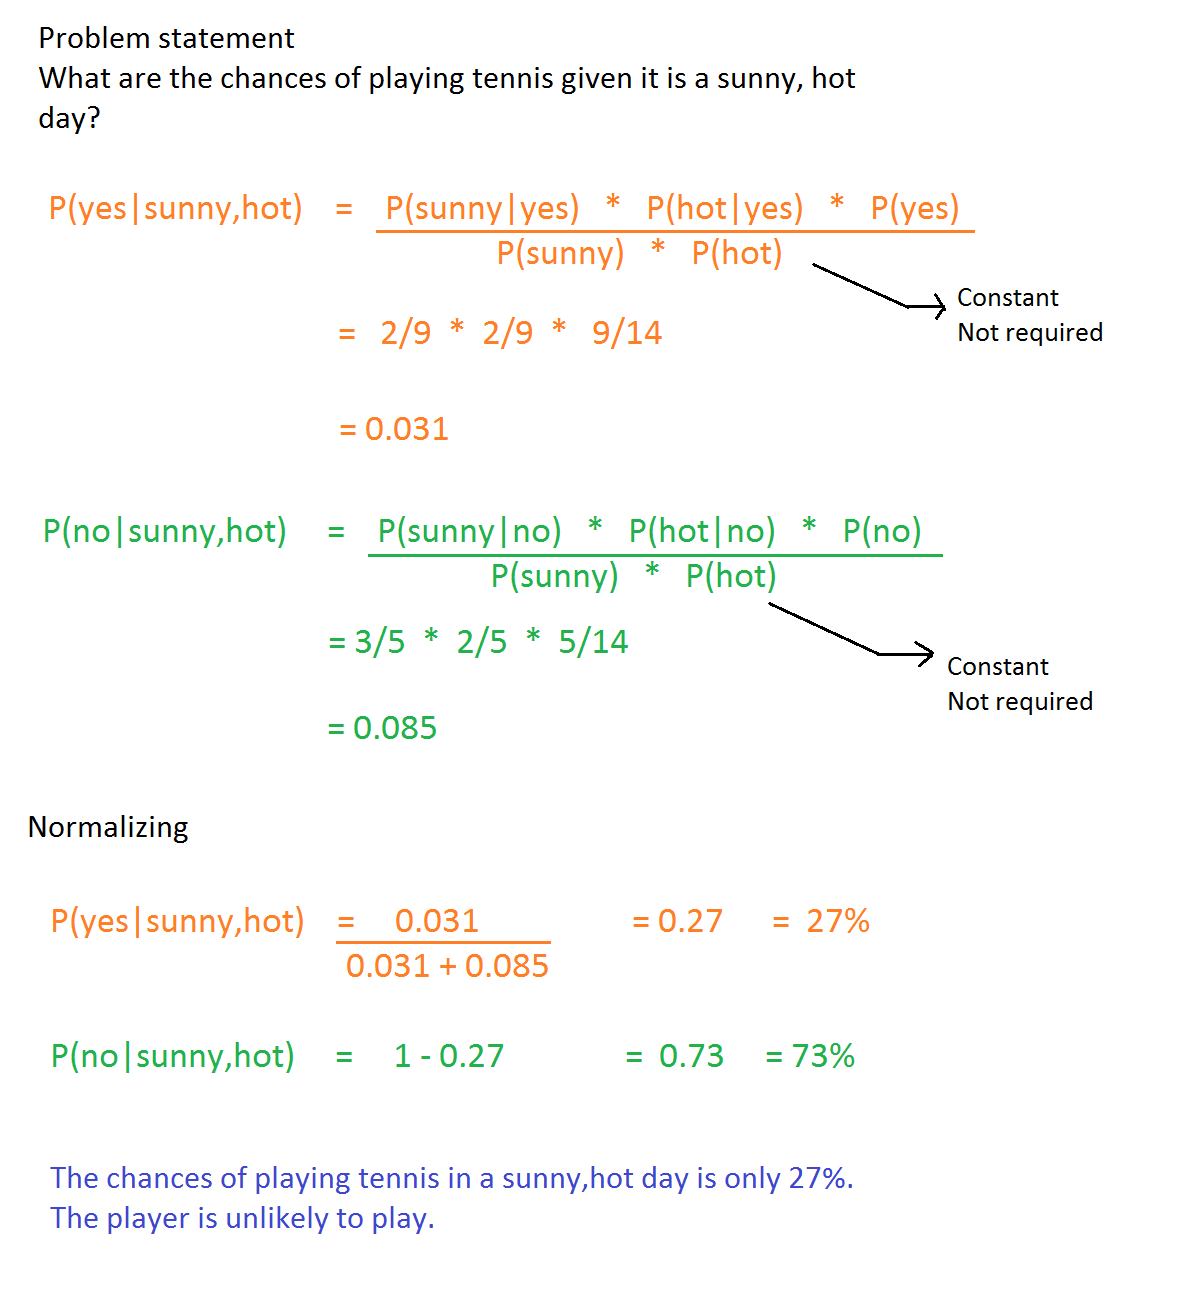 Problem statement
What are the chances of playing tennis given it is a sunny, hot
day?
P(yes|sunny,hot) = P(sunny|yes) * P(hot|yes) * P(yes)
P(sunny) * P(hot)
Constant
Not required
= 2/9 * 2/9 * 9/14
= 0.031
P(no|sunny,hot) = P(sunny|no) * P(hot|no) * P(no)
P(sunny) * P(hot)
= 3/5 * 2/5 * 5/14
Constant
Not required
= 0.085
Normalizing
P(yes|sunny,hot) = 0.031 = 0.27 = 27%
0.031 + 0.085
P(no|sunny,hot) = 1 - 0.27 = 0.73 = 73%
The chances of playing tennis in a sunny,hot day is only 27%.
The player is unlikely to play.